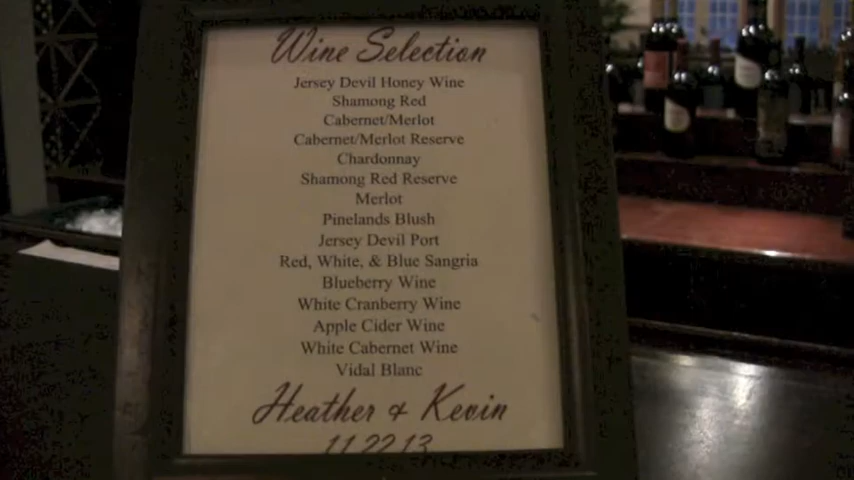 Wine Selection
Jersey Devil Honey Wine
Shamong Red
Cabernet/Merlot
Cabernet/Merlot Reserve
Chardonnay
Shamong Red Reserve
Merlot
Pinelands Blush
Jersey Devil Port
Red, White, & Blue Sangria
Blueberry Wine
White Cranberry Wine
Apple Cider Wine
White Cabernet Wine
Vidal Blanc
Heather & Kevin
11.22.13